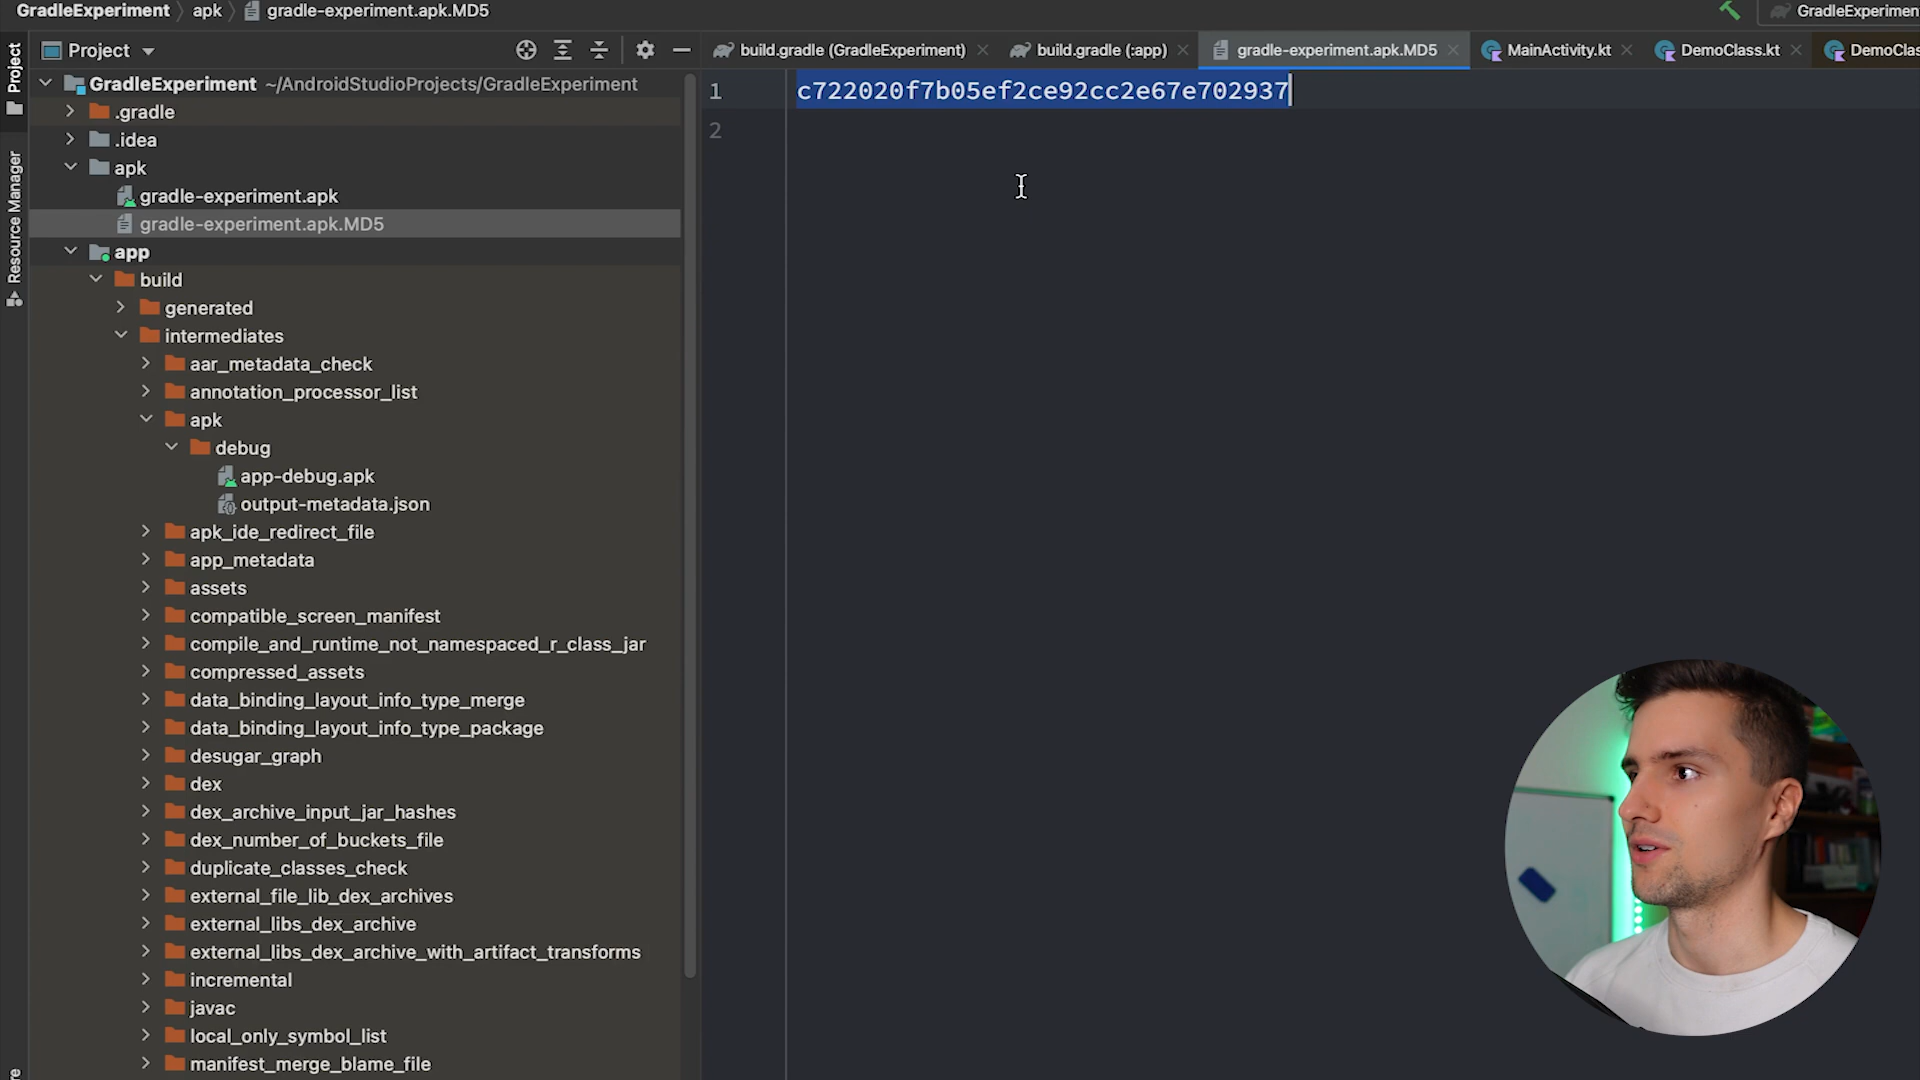 GradleExperiment apk gradle-experiment.apk.MD5
GradleExperimen
Project
Resource Manager
Project
build.gradle (GradleExperiment)
build.gradle (:app)
gradle-experiment.apk.MD5
MainActivity.kt
DemoClass.kt
DemoClas
GradleExperiment ~/AndroidStudioProjects/GradleExperiment
.gradle
.idea
apk
gradle-experiment.apk
gradle-experiment.apk.MD5
app
build
generated
intermediates
aar_metadata_check
annotation_processor_list
apk
debug
app-debug.apk
output-metadata.json
apk_ide_redirect_file
app_metadata
assets
compatible_screen_manifest
compile_and_runtime_not_namespaced_r_class_jar
compressed_assets
data_binding_layout_info_type_merge
data_binding_layout_info_type_package
desugar_graph
dex
dex_archive_input_jar_hashes
dex_number_of_buckets_file
duplicate_classes_check
external_file_lib_dex_archives
external_libs_dex_archive
external_libs_dex_archive_with_artifact_transforms
incremental
javac
local_only_symbol_list
manifest_merge_blame_file
1 c722020f7b05ef2ce92cc2e67e702937
2